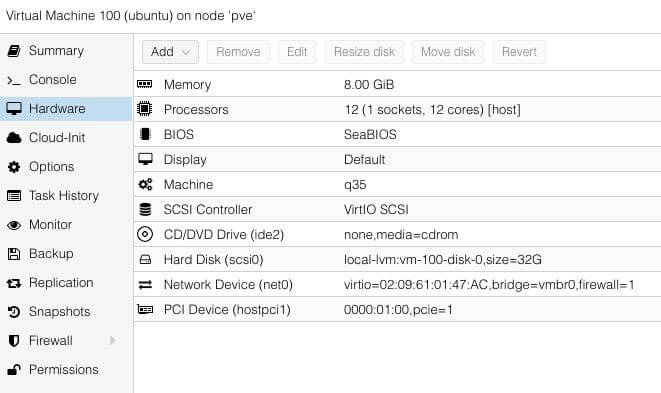 Virtual Machine 100 (ubuntu) on node 'pve'
Summary
Console
Hardware
Cloud-Init
Options
Task History
Monitor
Backup
Replication
Snapshots
Firewall
Permissions
Add Remove Edit Resize disk Move disk Revert
Memory 8.00 GiB
Processors 12 (1 sockets, 12 cores) [host]
BIOS SeaBIOS
Display Default
Machine q35
SCSI Controller VirtIO SCSI
CD/DVD Drive (ide2) none,media=cdrom
Hard Disk (scsi0) local-lvm:vm-100-disk-0,size=32G
Network Device (net0) virtio=02:09:61:01:47:AC,bridge=vmbr0,firewall=1
PCI Device (hostpci1) 0000:01:00,pcie=1